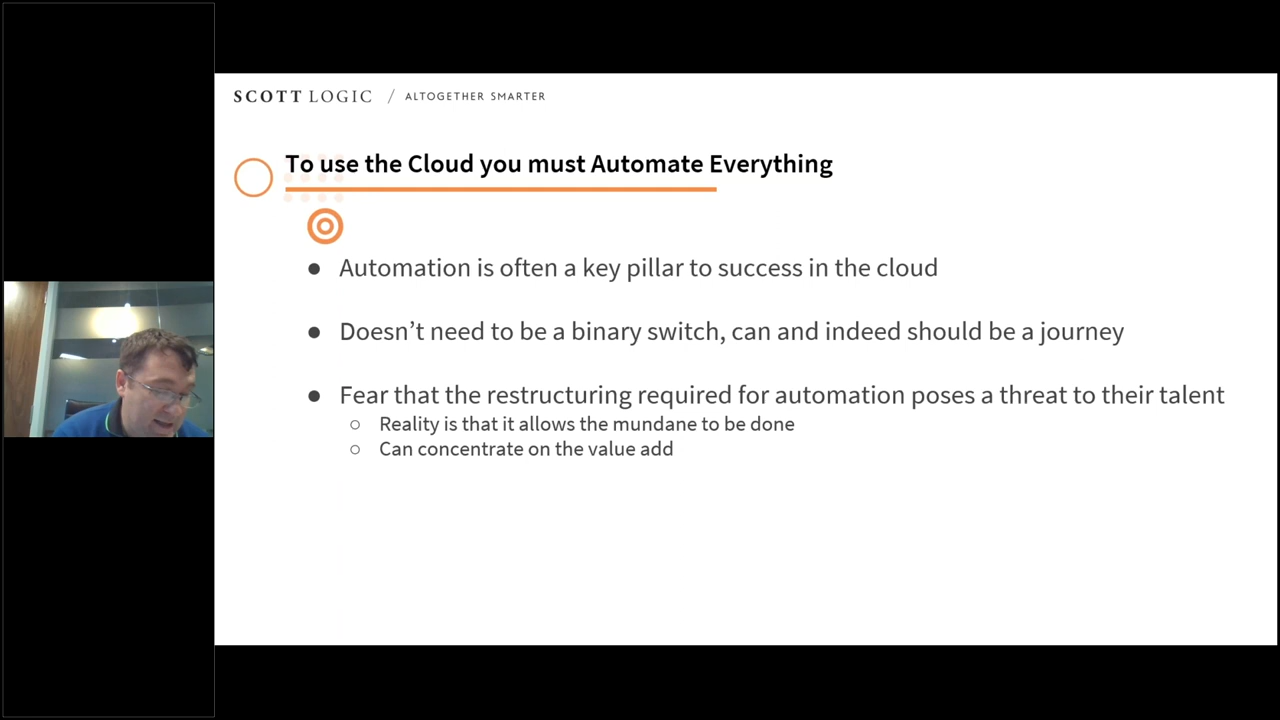 SCOTT LOGIC / ALTOGETHER SMARTER
To use the Cloud you must Automate Everything
● Automation is often a key pillar to success in the cloud
● Doesn’t need to be a binary switch, can and indeed should be a journey
● Fear that the restructuring required for automation poses a threat to their talent
○ Reality is that it allows the mundane to be done
○ Can concentrate on the value add